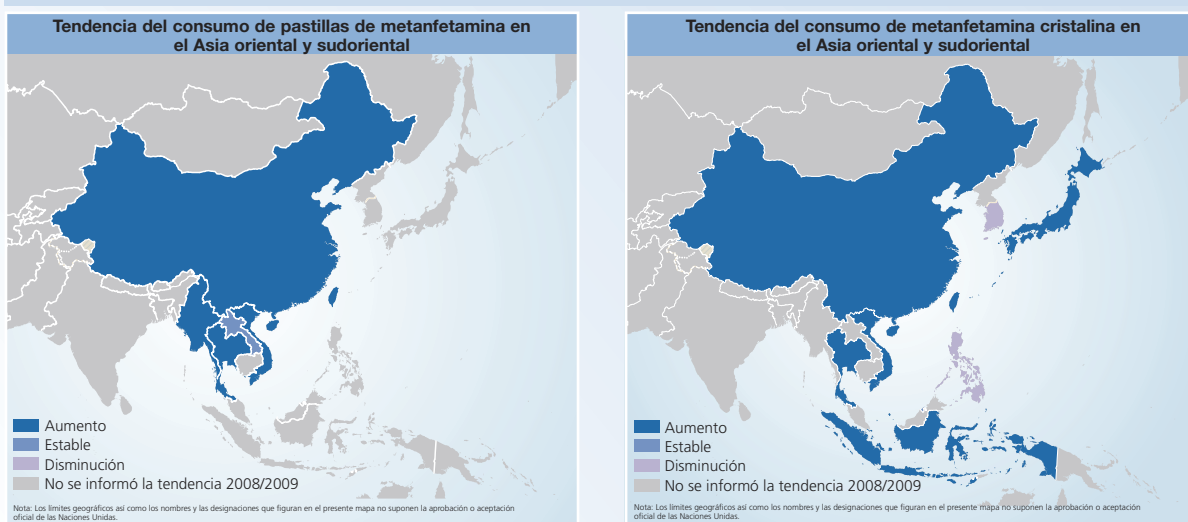 Tendencia del consumo de pastillas de metanfetamina en
el Asia oriental y sudoriental
Aumento
Estable
Disminución
No se informó la tendencia 2008/2009
Nota: Los límites geográficos así como los nombres y las designaciones que figuran en el presente mapa no suponen la aprobación o aceptación
oficial de las Naciones Unidas.
Tendencia del consumo de metanfetamina cristalina en
el Asia oriental y sudoriental
Aumento
Estable
Disminución
No se informó la tendencia 2008/2009
Nota: Los límites geográficos así como los nombres y las designaciones que figuran en el presente mapa no suponen la aprobación o aceptación
oficial de las Naciones Unidas.